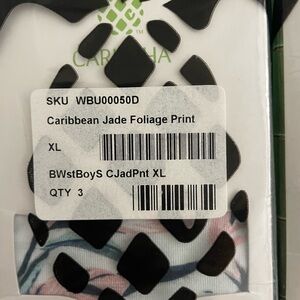 SKU WBU00050D
Caribbean Jade Foliage Print
XL
BWstBoyS CJadPnt XL
QTY 3